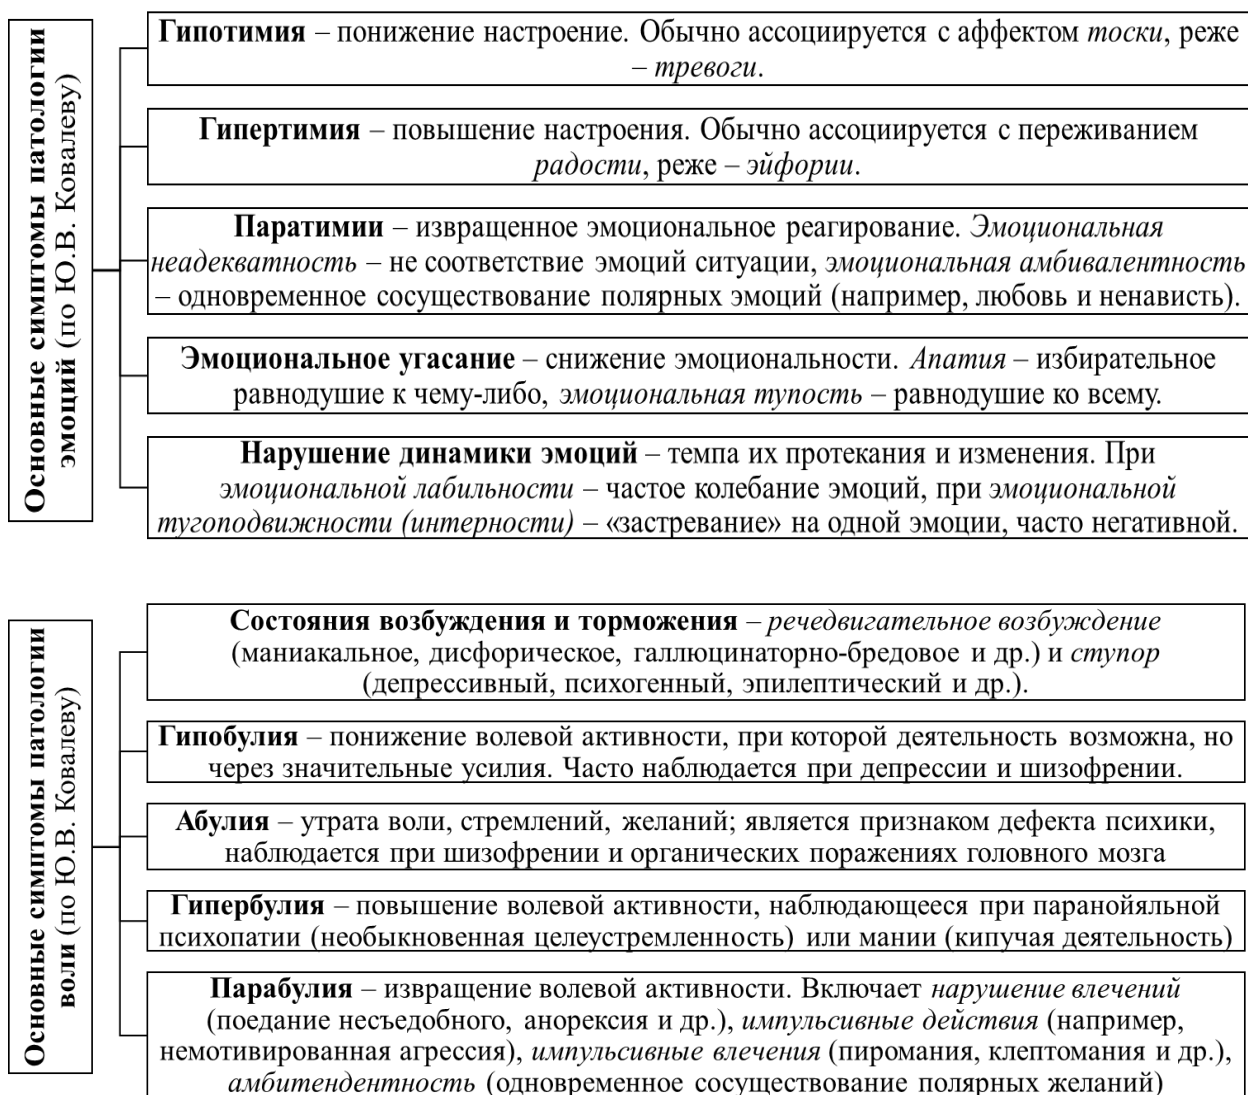 Основные симптомы патологии
эмоций (по Ю.В. Ковалеву)
Гипотимия – понижение настроение. Обычно ассоциируется с аффектом тоски, реже
– тревоги.
Гипертимия – повышение настроения. Обычно ассоциируется с переживанием
радости, реже – эйфории.
Паратимии – извращенное эмоциональное реагирование. Эмоциональная
неадекватность – не соответствие эмоций ситуации, эмоциональная амбивалентность
– одновременное сосуществование полярных эмоций (например, любовь и ненависть).
Эмоциональное угасание – снижение эмоциональности. Апатия – избирательное
равнодушие к чему-либо, эмоциональная тупость – равнодушие ко всему.
Нарушение динамики эмоций – темпа их протекания и изменения. При
эмоциональной лабильности – частое колебание эмоций, при эмоциональной
тугоподвижности (интерности) – «застревание» на одной эмоции, часто негативной.
Основные симптомы патологии
воли (по Ю.В. Ковалеву)
Состояния возбуждения и торможения – речедвигательное возбуждение
(маниакальное, дисфорическое, галлюцинаторно-бредовое и др.) и ступор
(депрессивный, психогенный, эпилептический и др.).
Гипобулия – понижение волевой активности, при которой деятельность возможна, но
через значительные усилия. Часто наблюдается при депрессии и шизофрении.
Абулия – утрата воли, стремлений, желаний; является признаком дефекта психики,
наблюдается при шизофрении и органических поражениях головного мозга
Гипербулия – повышение волевой активности, наблюдающееся при паранойяльной
психопатии (необыкновенная целеустремленность) или мании (кипучая деятельность)
Парабулия – извращение волевой активности. Включает нарушение влечений
(поедание несъедобного, анорексия и др.), импульсивные действия (например,
немотивированная агрессия), импульсивные влечения (пиромания, клептомания и др.),
амбитендентность (одновременное сосуществование полярных желаний)